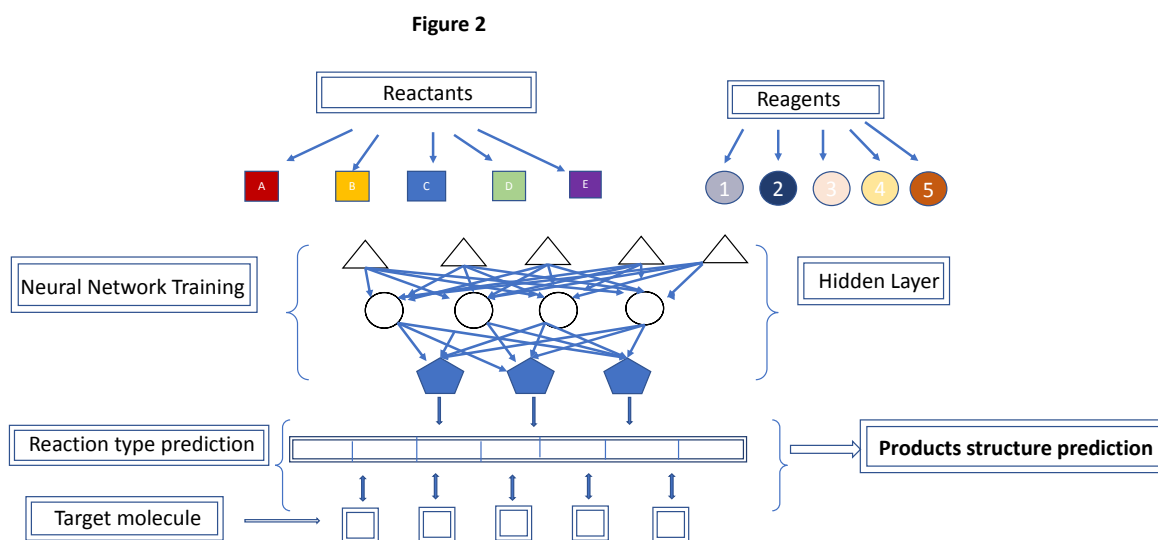 Figure 2
Reactants
Reagents
A
B
C
D
E
1
2
3
4
5
Neural Network Training
Hidden Layer
Reaction type prediction
Products structure prediction
Target molecule